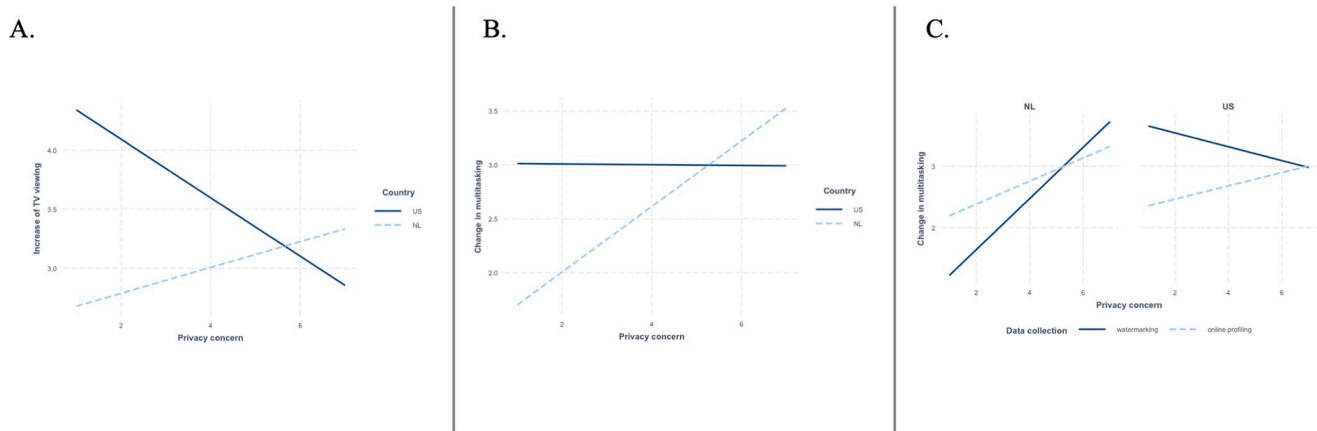 A.
Increase of TV viewing
4.0
3.5
3.0
2 4 6
Privacy concern
Country
US
NL
B.
Change in multitasking
3.5
3.0
2.5
2.0
2 4 6
Privacy concern
Country
US
NL
C.
NL US
Change in multitasking
3
2
2 4 6 2 4 6
Privacy concern
Data collection watermarking online profiling